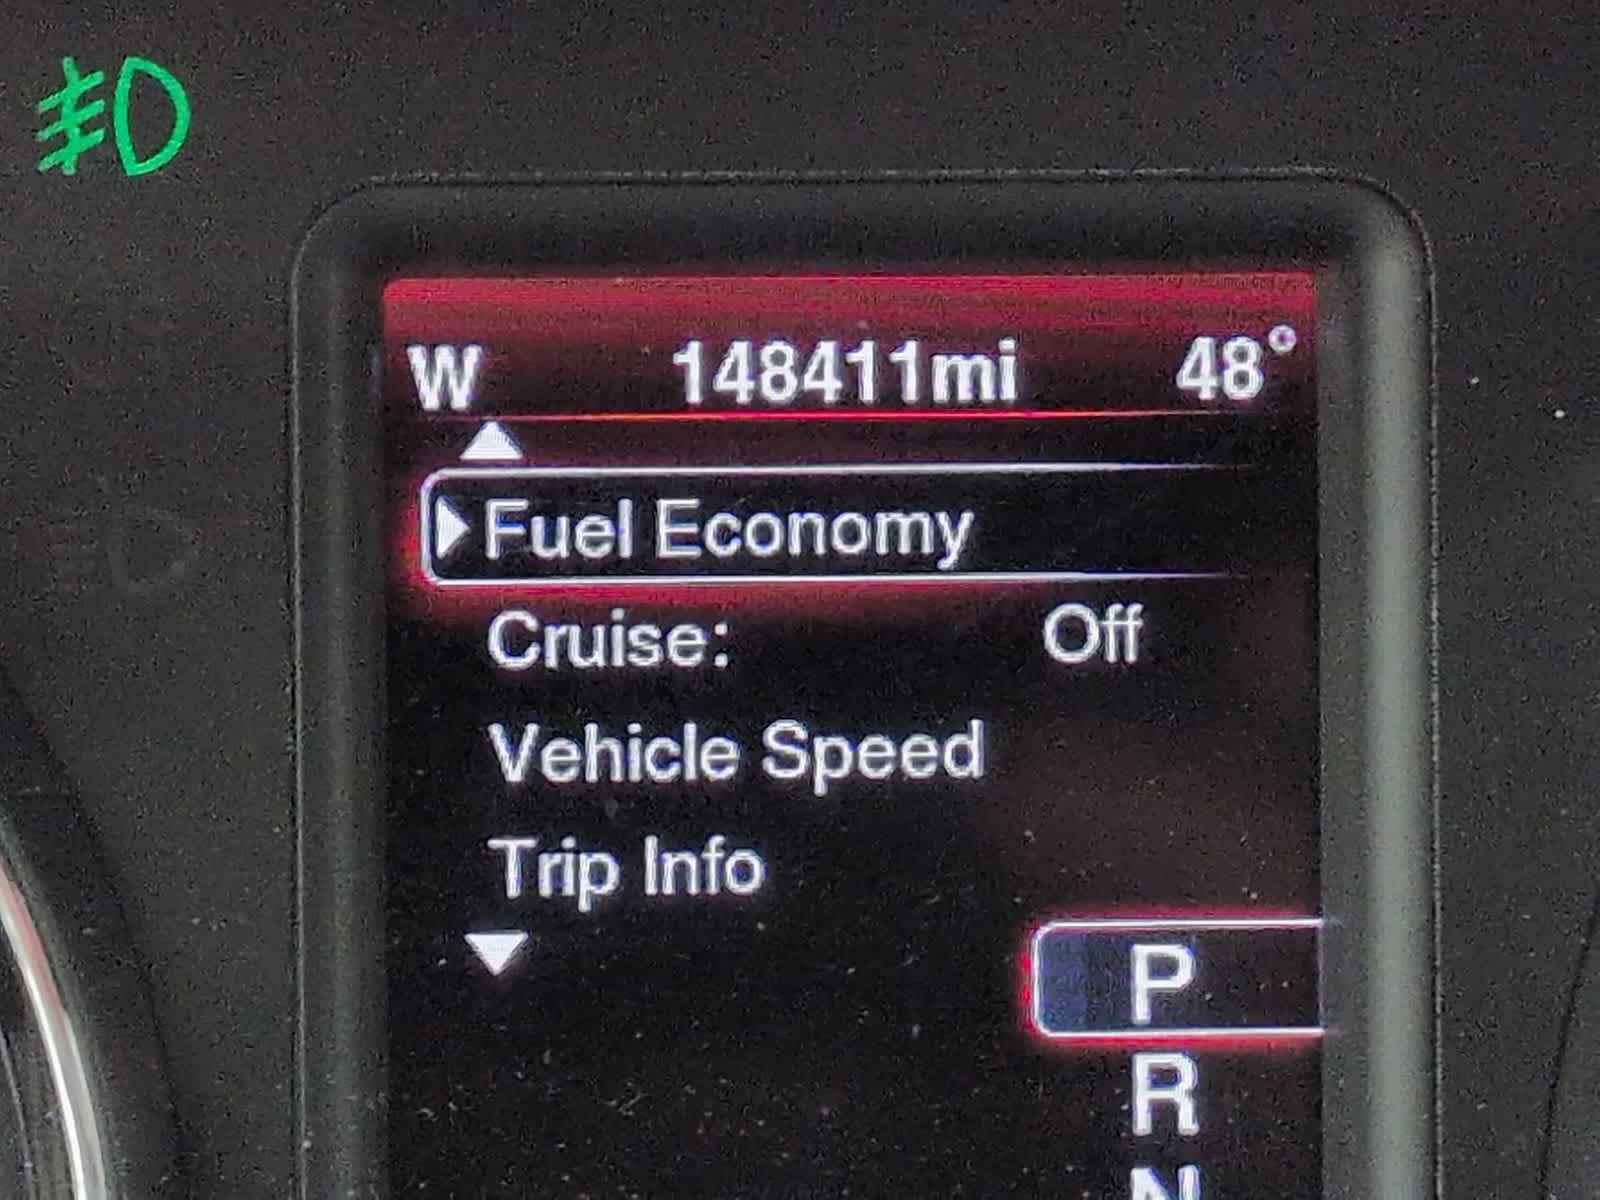 W 148411mi 48°
Fuel Economy
Cruise: Off
Vehicle Speed
Trip Info
P
R
N